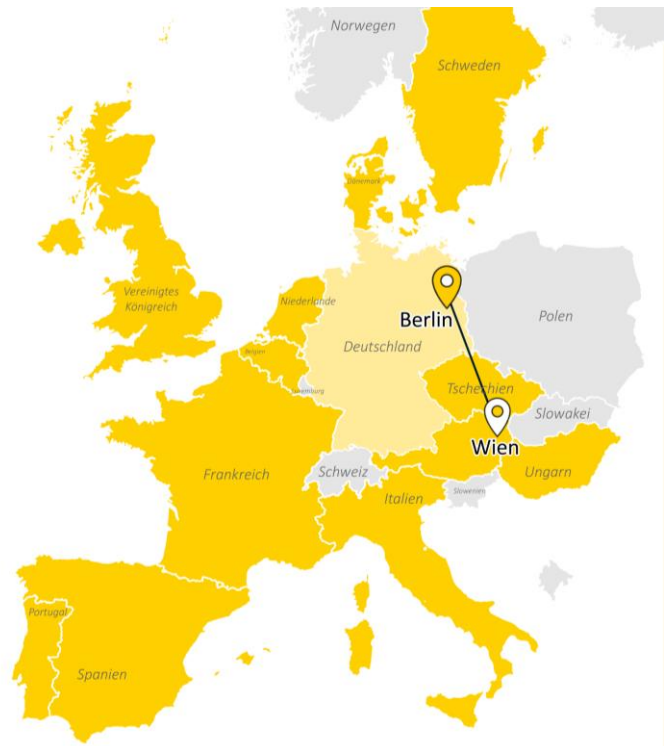 Norwegen
Schweden
Dänemark
Vereinigtes
Königreich
Niederlande
Berlin
Polen
Deutschland
Belgien
Luxemburg
Tschechien
Slowakei
Wien
Frankreich
Schweiz
Ungarn
Italien
Slowenien
Portugal
Spanien